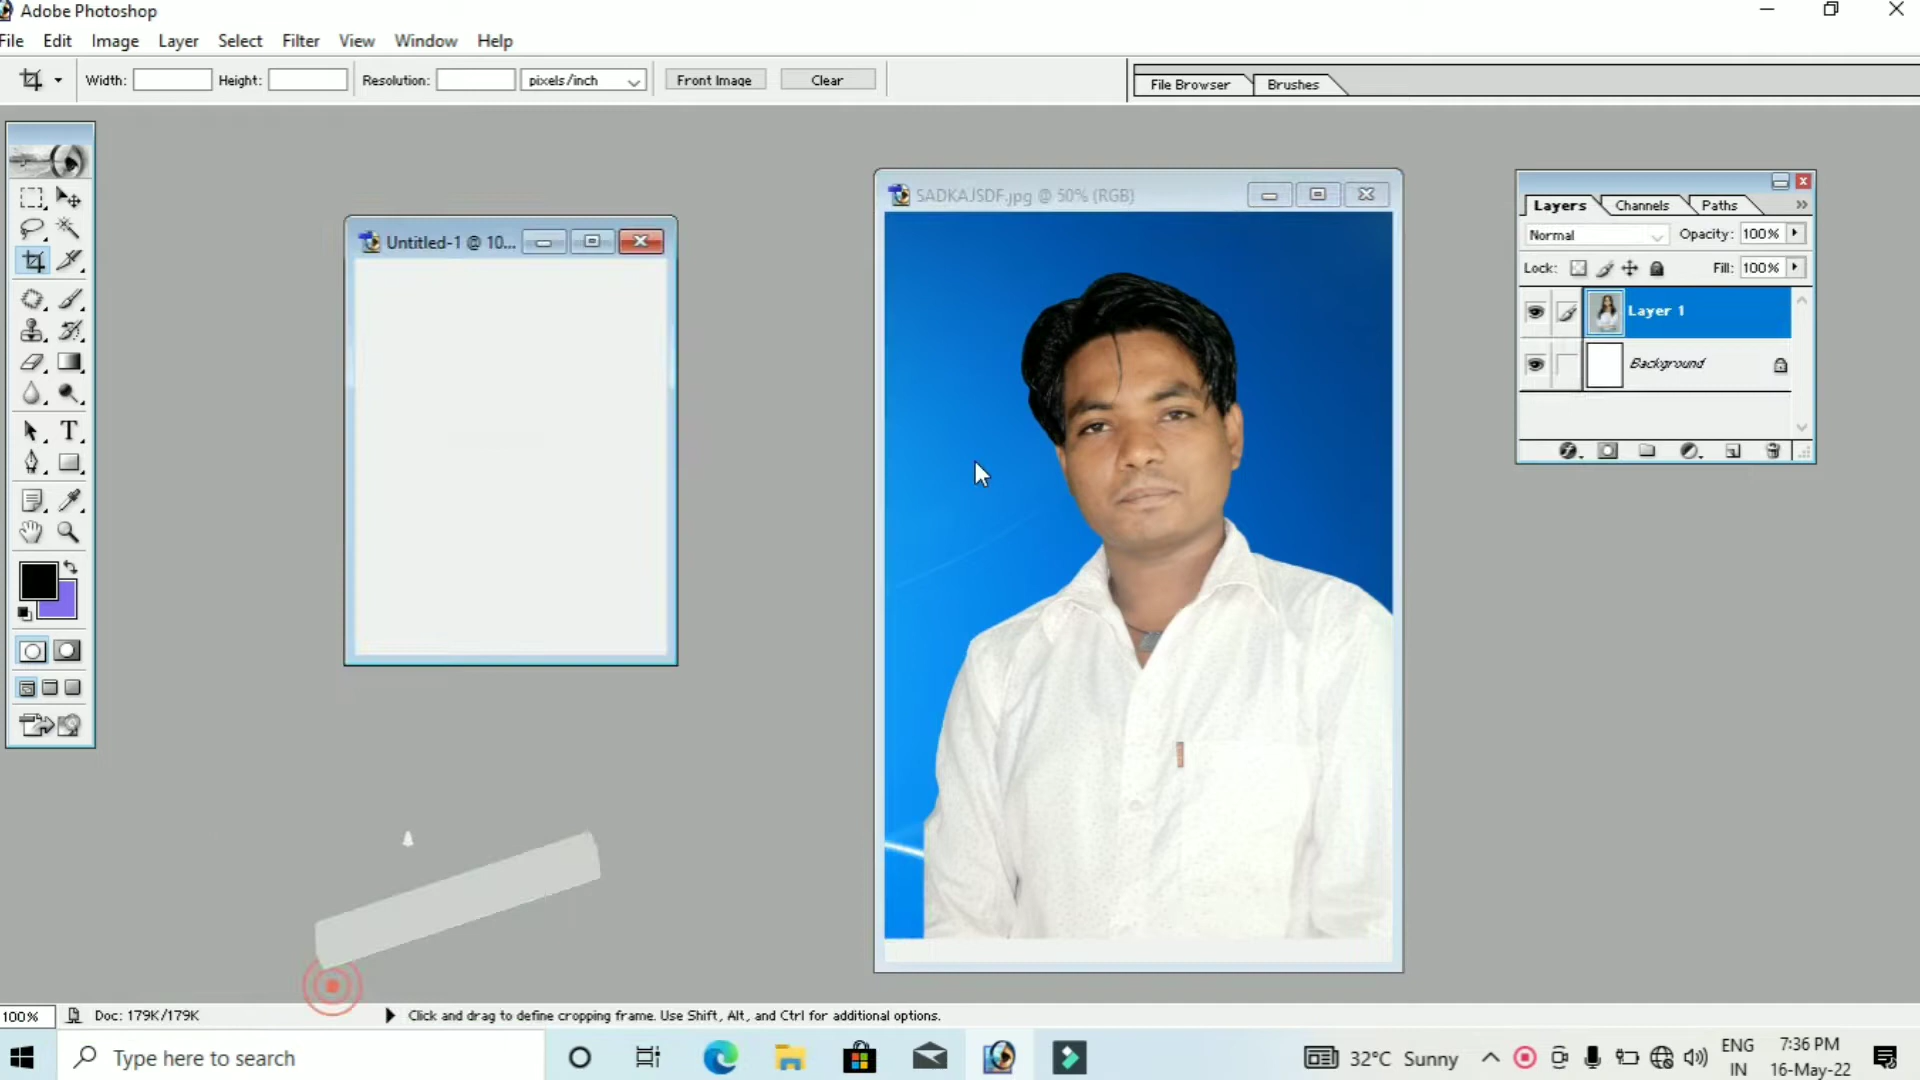 Adobe Photoshop
File Edit Image Layer Select Filter View Window Help
Width: Height: Resolution: pixels/inch Front Image Clear File Browser Brushes
SADKAJSDF.jpg @ 50% (RGB)
Untitled-1 @ 10...
Layers Channels Paths
Normal Opacity: 100%
Lock: Fill: 100%
Layer 1
Background
T
100% Doc: 179K/179K Click and drag to define cropping frame. Use Shift, Alt, and Ctrl for additional options.
Type here to search
32°C Sunny
ENG
IN
7:36 PM
16-May-22